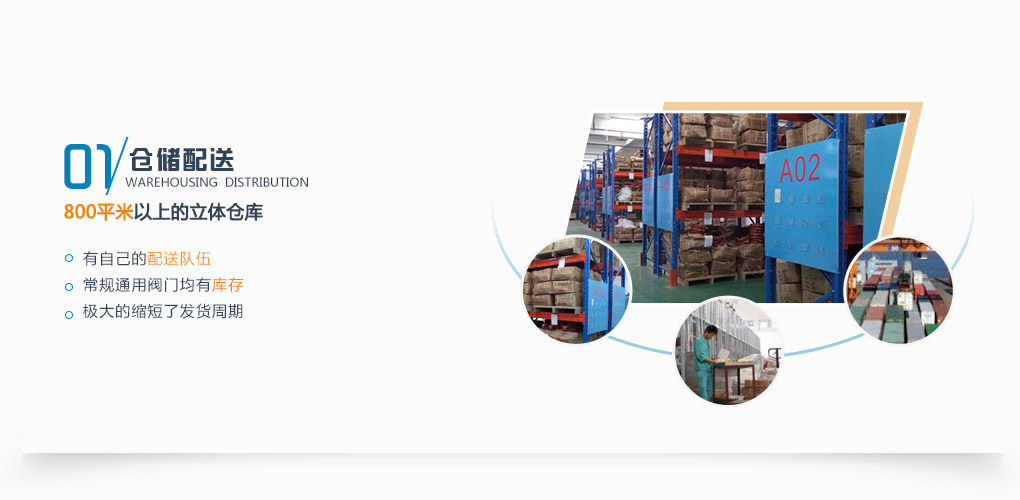 01/仓储配送
WAREHOUSING DISTRIBUTION
800平米以上的立体仓库
有自己的配送队伍
常规通用阀门均有库存
极大的缩短了发货周期
A02